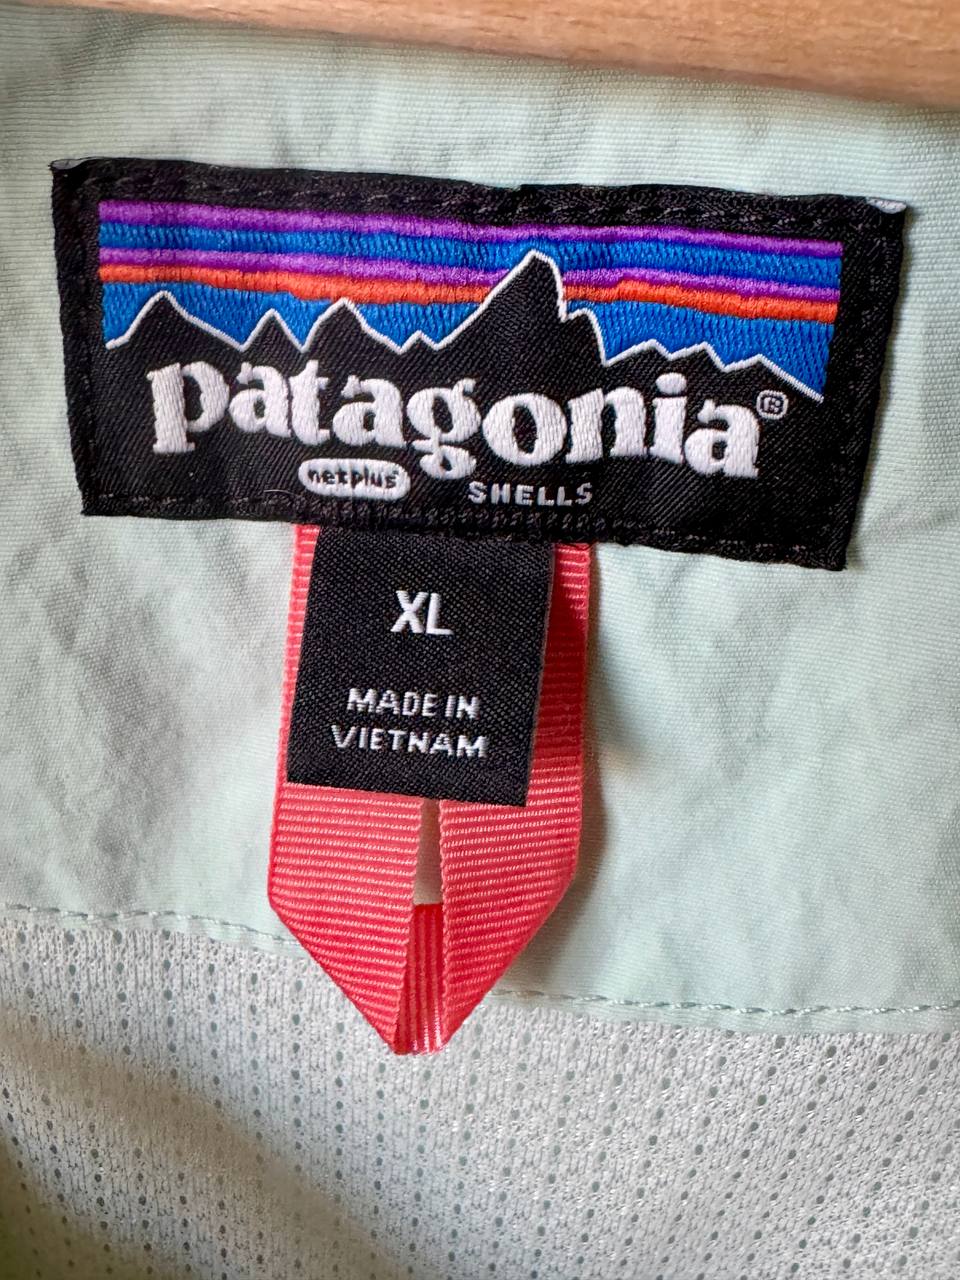 patagonia®
netplus®
SHELLS
XL
MADE IN
VIETNAM